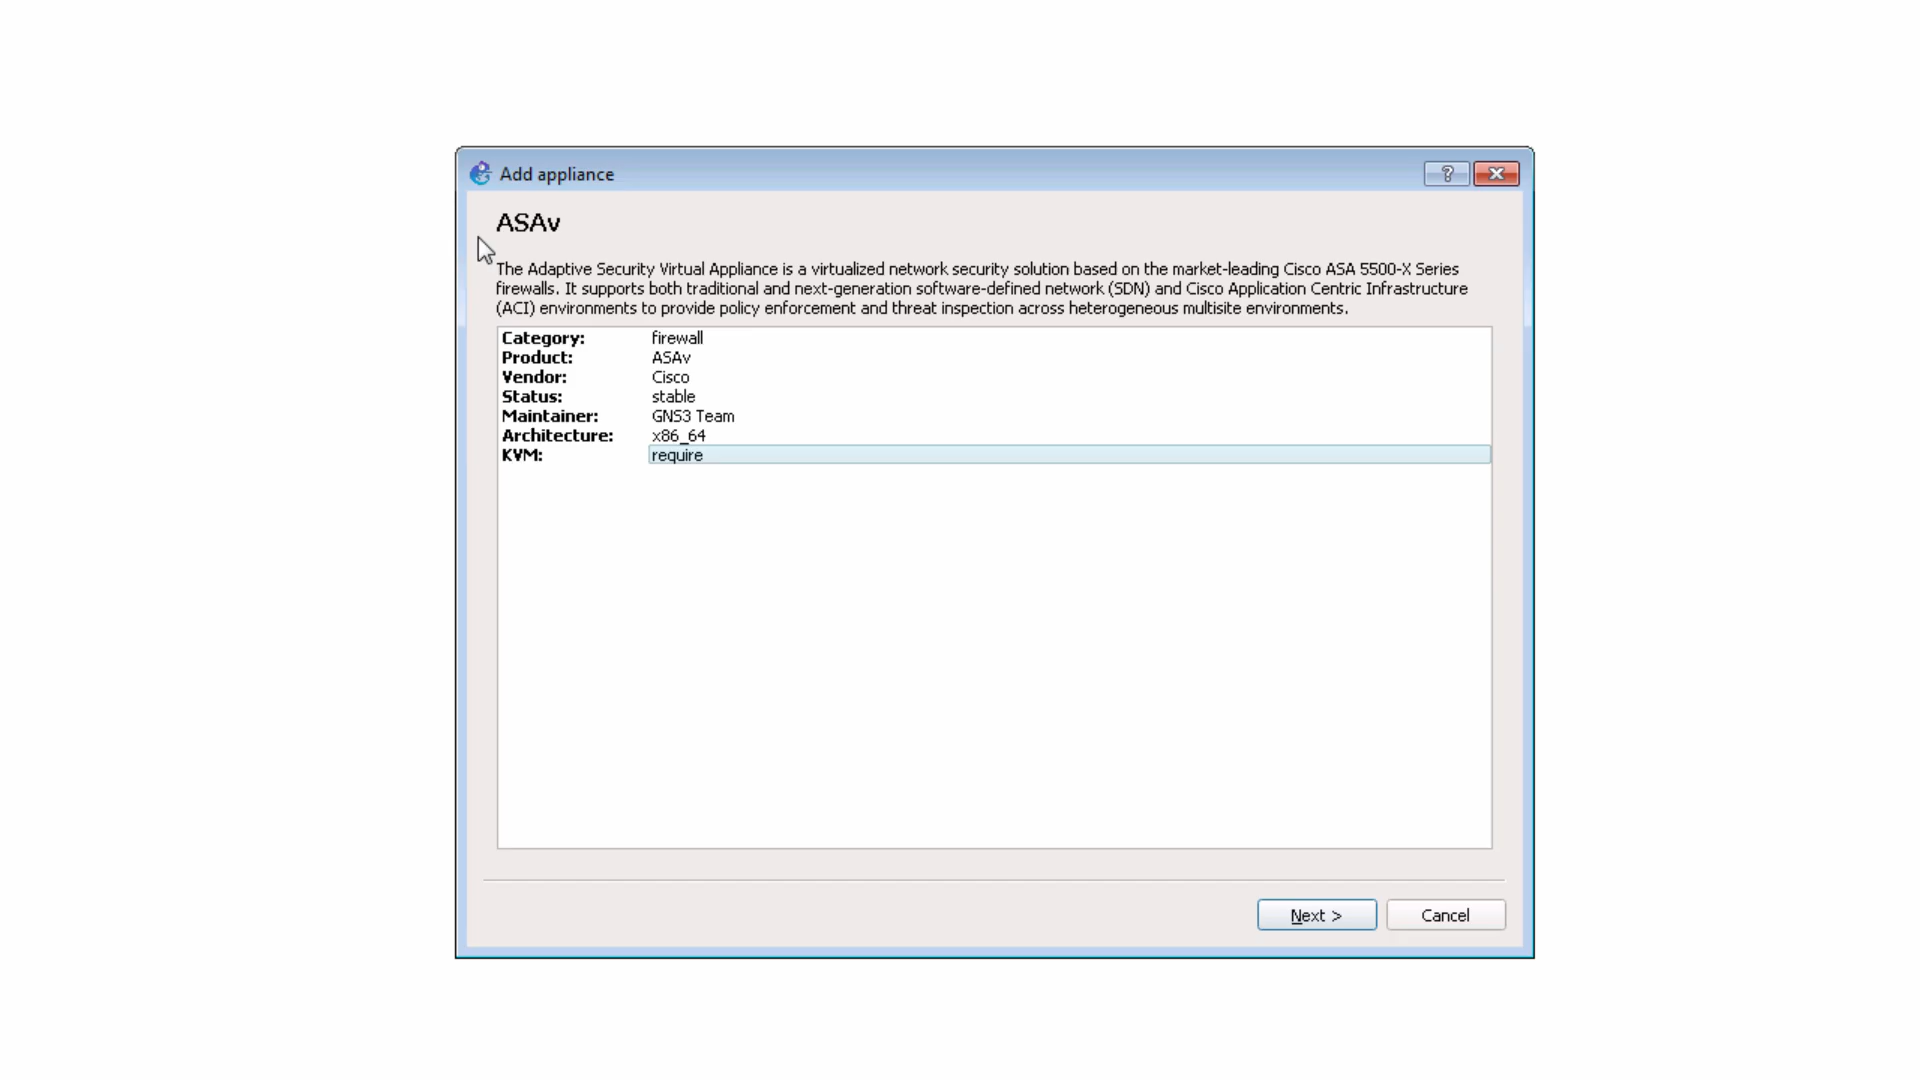 Add appliance
?
ASAv
The Adaptive Security Virtual Appliance is a virtualized network security solution based on the market-leading Cisco ASA 5500-X Series
firewalls. It supports both traditional and next-generation software-defined network (SDN) and Cisco Application Centric Infrastructure
(ACI) environments to provide policy enforcement and threat inspection across heterogeneous multisite environments.
Category: firewall
Product: ASAv
Vendor: Cisco
Status: stable
Maintainer: GNS3 Team
Architecture: x86_64
KVM: require
Next > Cancel